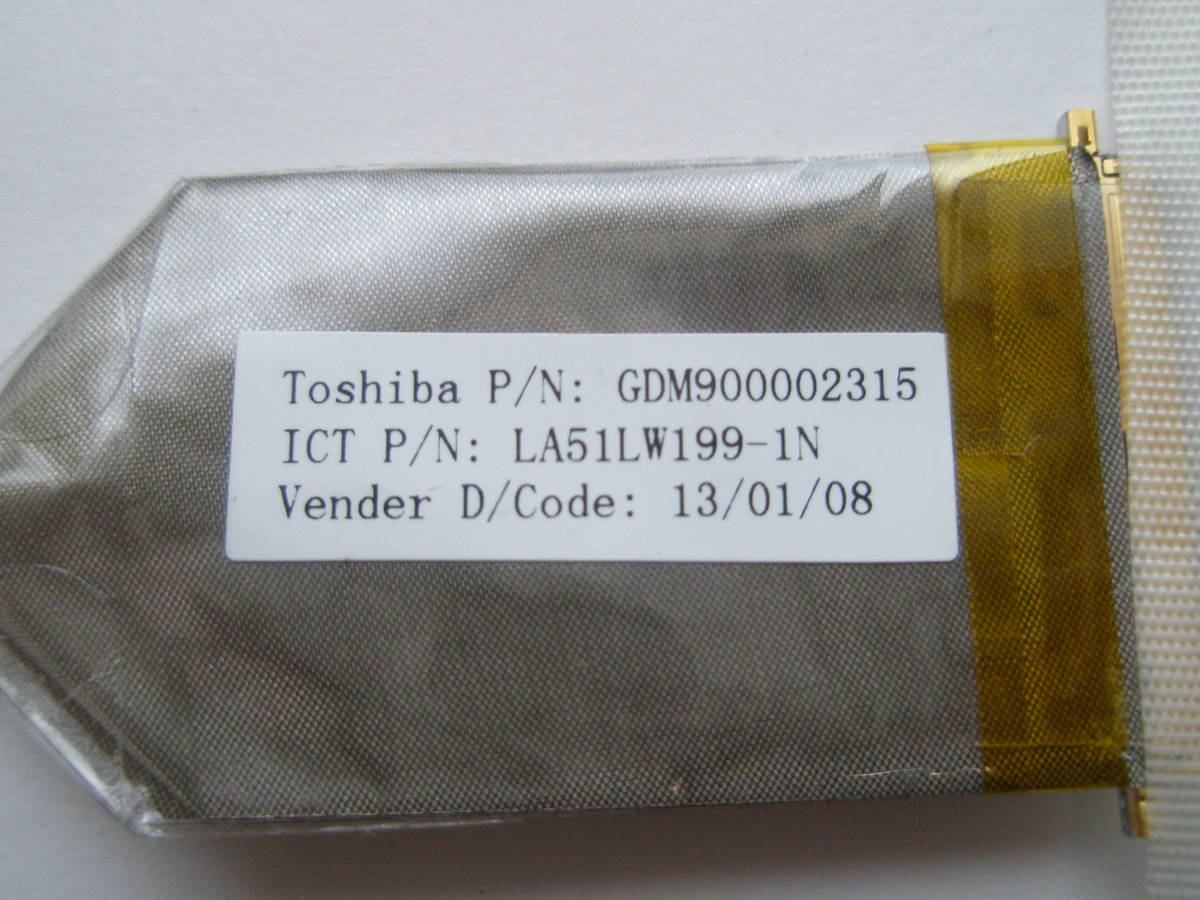 Toshiba P/N: GDM900002315
ICT P/N: LA51LW199-1N
Vender D/Code: 13/01/08